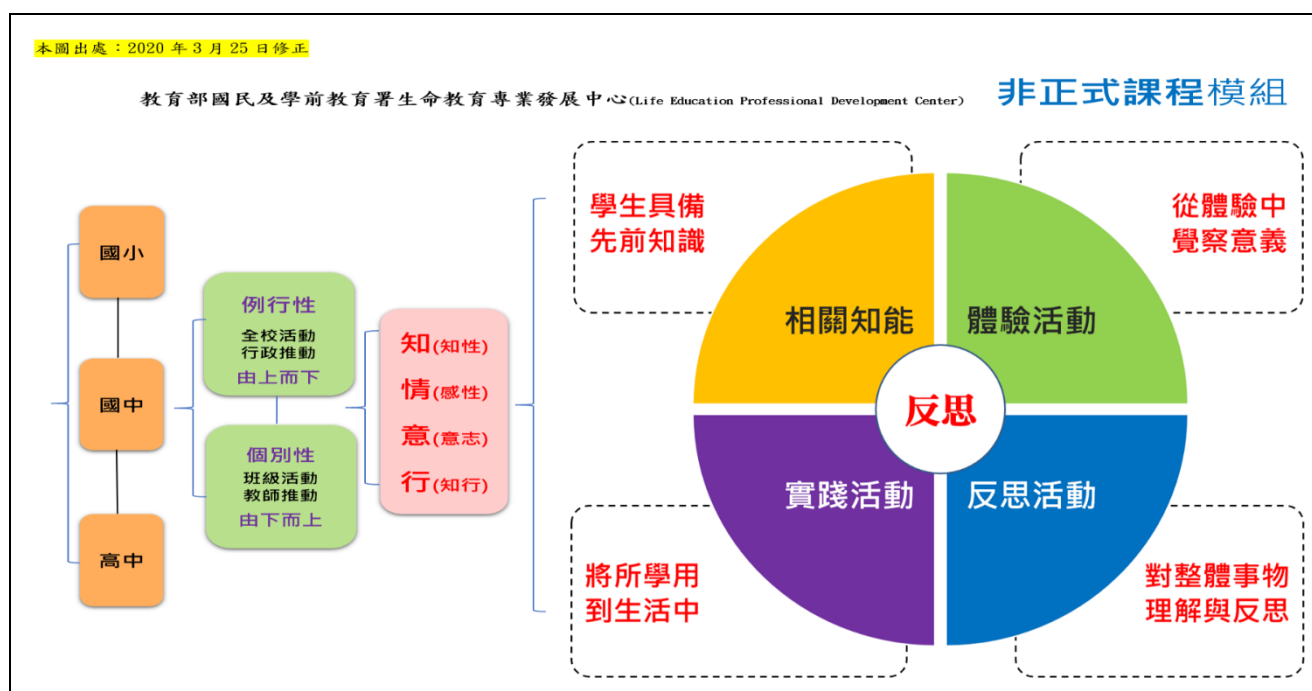 本圖出處：2020 年 3 月 25 日修正
教育部國民及學前教育署生命教育專業發展中心(Life Education Professional Development Center)
非正式課程模組
國小
國中
高中
例行性
全校活動
行政推動
由上而下
個別性
班級活動
教師推動
由下而上
知(知性)
情(感性)
意(意志)
行(知行)
學生具備
先前知識
從體驗中
覺察意義
相關知能
體驗活動
反思
實踐活動
反思活動
將所學用
到生活中
對整體事物
理解與反思